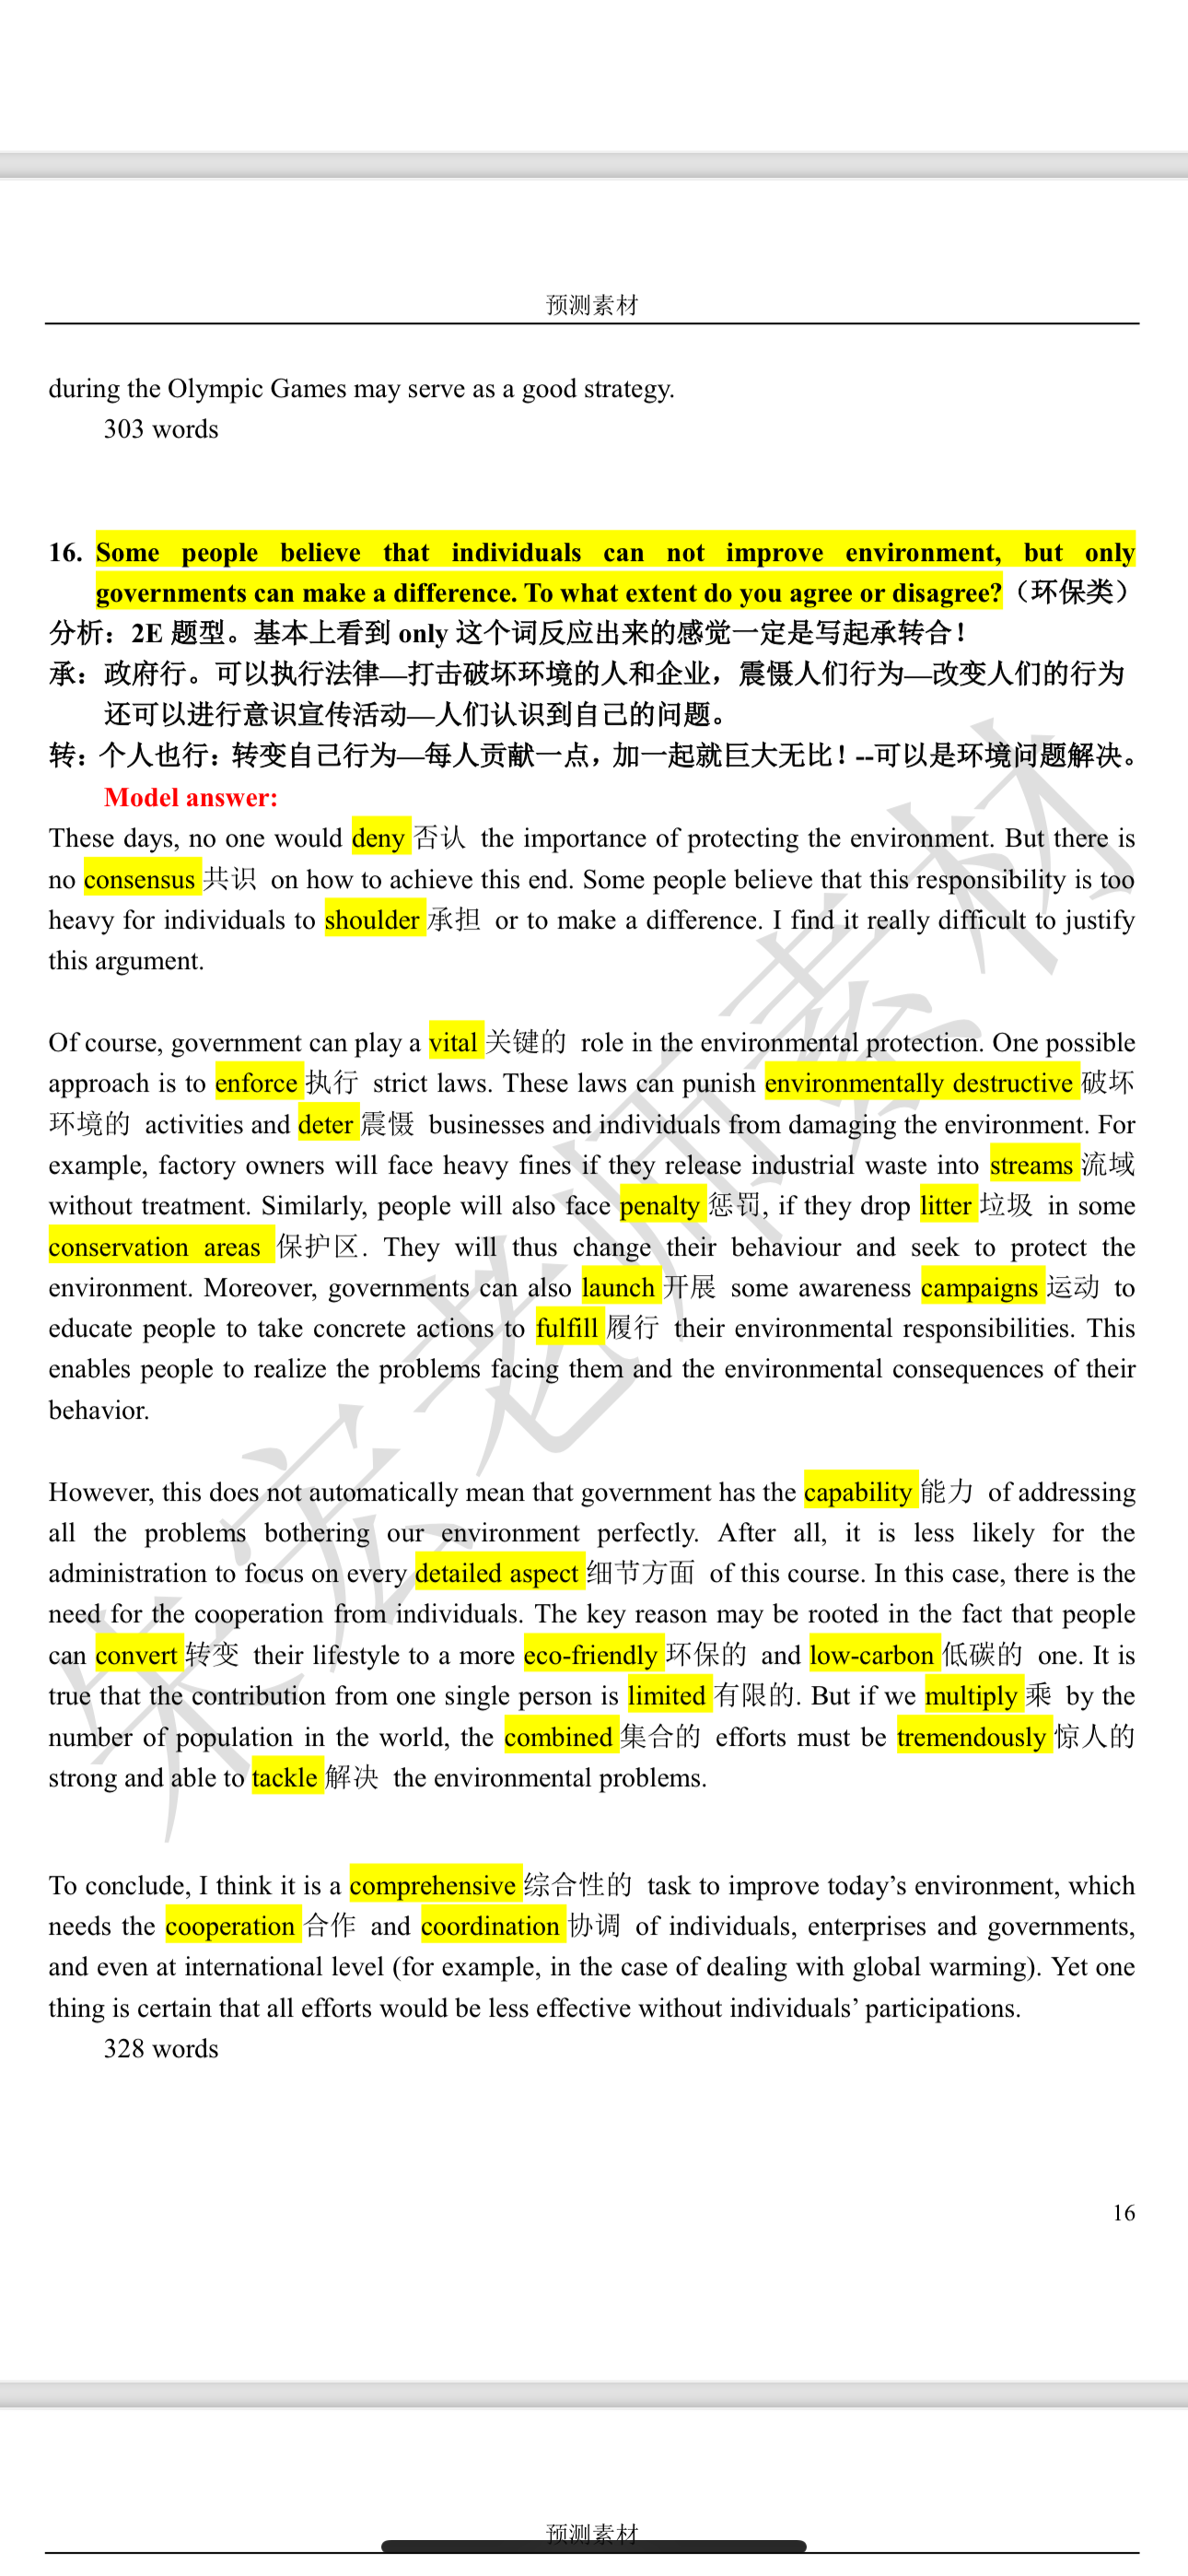 预测素材
during the Olympic Games may serve as a good strategy.
303 words
16. Some people believe that individuals can not improve environment, but only
governments can make a difference. To what extent do you agree or disagree?（环保类）
分析：2E 题型。基本上看到 only 这个词反应出来的感觉一定是写起承转合！
承：政府行。可以执行法律—打击破坏环境的人和企业，震慑人们行为—改变人们的行为
还可以进行意识宣传活动—人们认识到自己的问题。
转：个人也行：转变自己行为—每人贡献一点，加一起就巨大无比！--可以是环境问题解决。
Model answer:
These days, no one would deny 否认 the importance of protecting the environment. But there is
no consensus 共识 on how to achieve this end. Some people believe that this responsibility is too
heavy for individuals to shoulder 承担 or to make a difference. I find it really difficult to justify
this argument.
Of course, government can play a vital 关键的 role in the environmental protection. One possible
approach is to enforce 执行 strict laws. These laws can punish environmentally destructive 破坏
环境的 activities and deter 震慑 businesses and individuals from damaging the environment. For
example, factory owners will face heavy fines if they release industrial waste into streams 流域
without treatment. Similarly, people will also face penalty 惩罚, if they drop litter 垃圾 in some
conservation areas 保护区. They will thus change their behaviour and seek to protect the
environment. Moreover, governments can also launch 开展 some awareness campaigns 运动 to
educate people to take concrete actions to fulfill 履行 their environmental responsibilities. This
enables people to realize the problems facing them and the environmental consequences of their
behavior.
However, this does not automatically mean that government has the capability 能力 of addressing
all the problems bothering our environment perfectly. After all, it is less likely for the
administration to focus on every detailed aspect 细节方面 of this course. In this case, there is the
need for the cooperation from individuals. The key reason may be rooted in the fact that people
can convert 转变 their lifestyle to a more eco-friendly 环保的 and low-carbon 低碳的 one. It is
true that the contribution from one single person is limited 有限的. But if we multiply 乘 by the
number of population in the world, the combined 集合的 efforts must be tremendously 惊人的
strong and able to tackle 解决 the environmental problems.
To conclude, I think it is a comprehensive 综合性的 task to improve today’s environment, which
needs the cooperation 合作 and coordination 协调 of individuals, enterprises and governments,
and even at international level (for example, in the case of dealing with global warming). Yet one
thing is certain that all efforts would be less effective without individuals’ participations.
328 words
16
预测素材